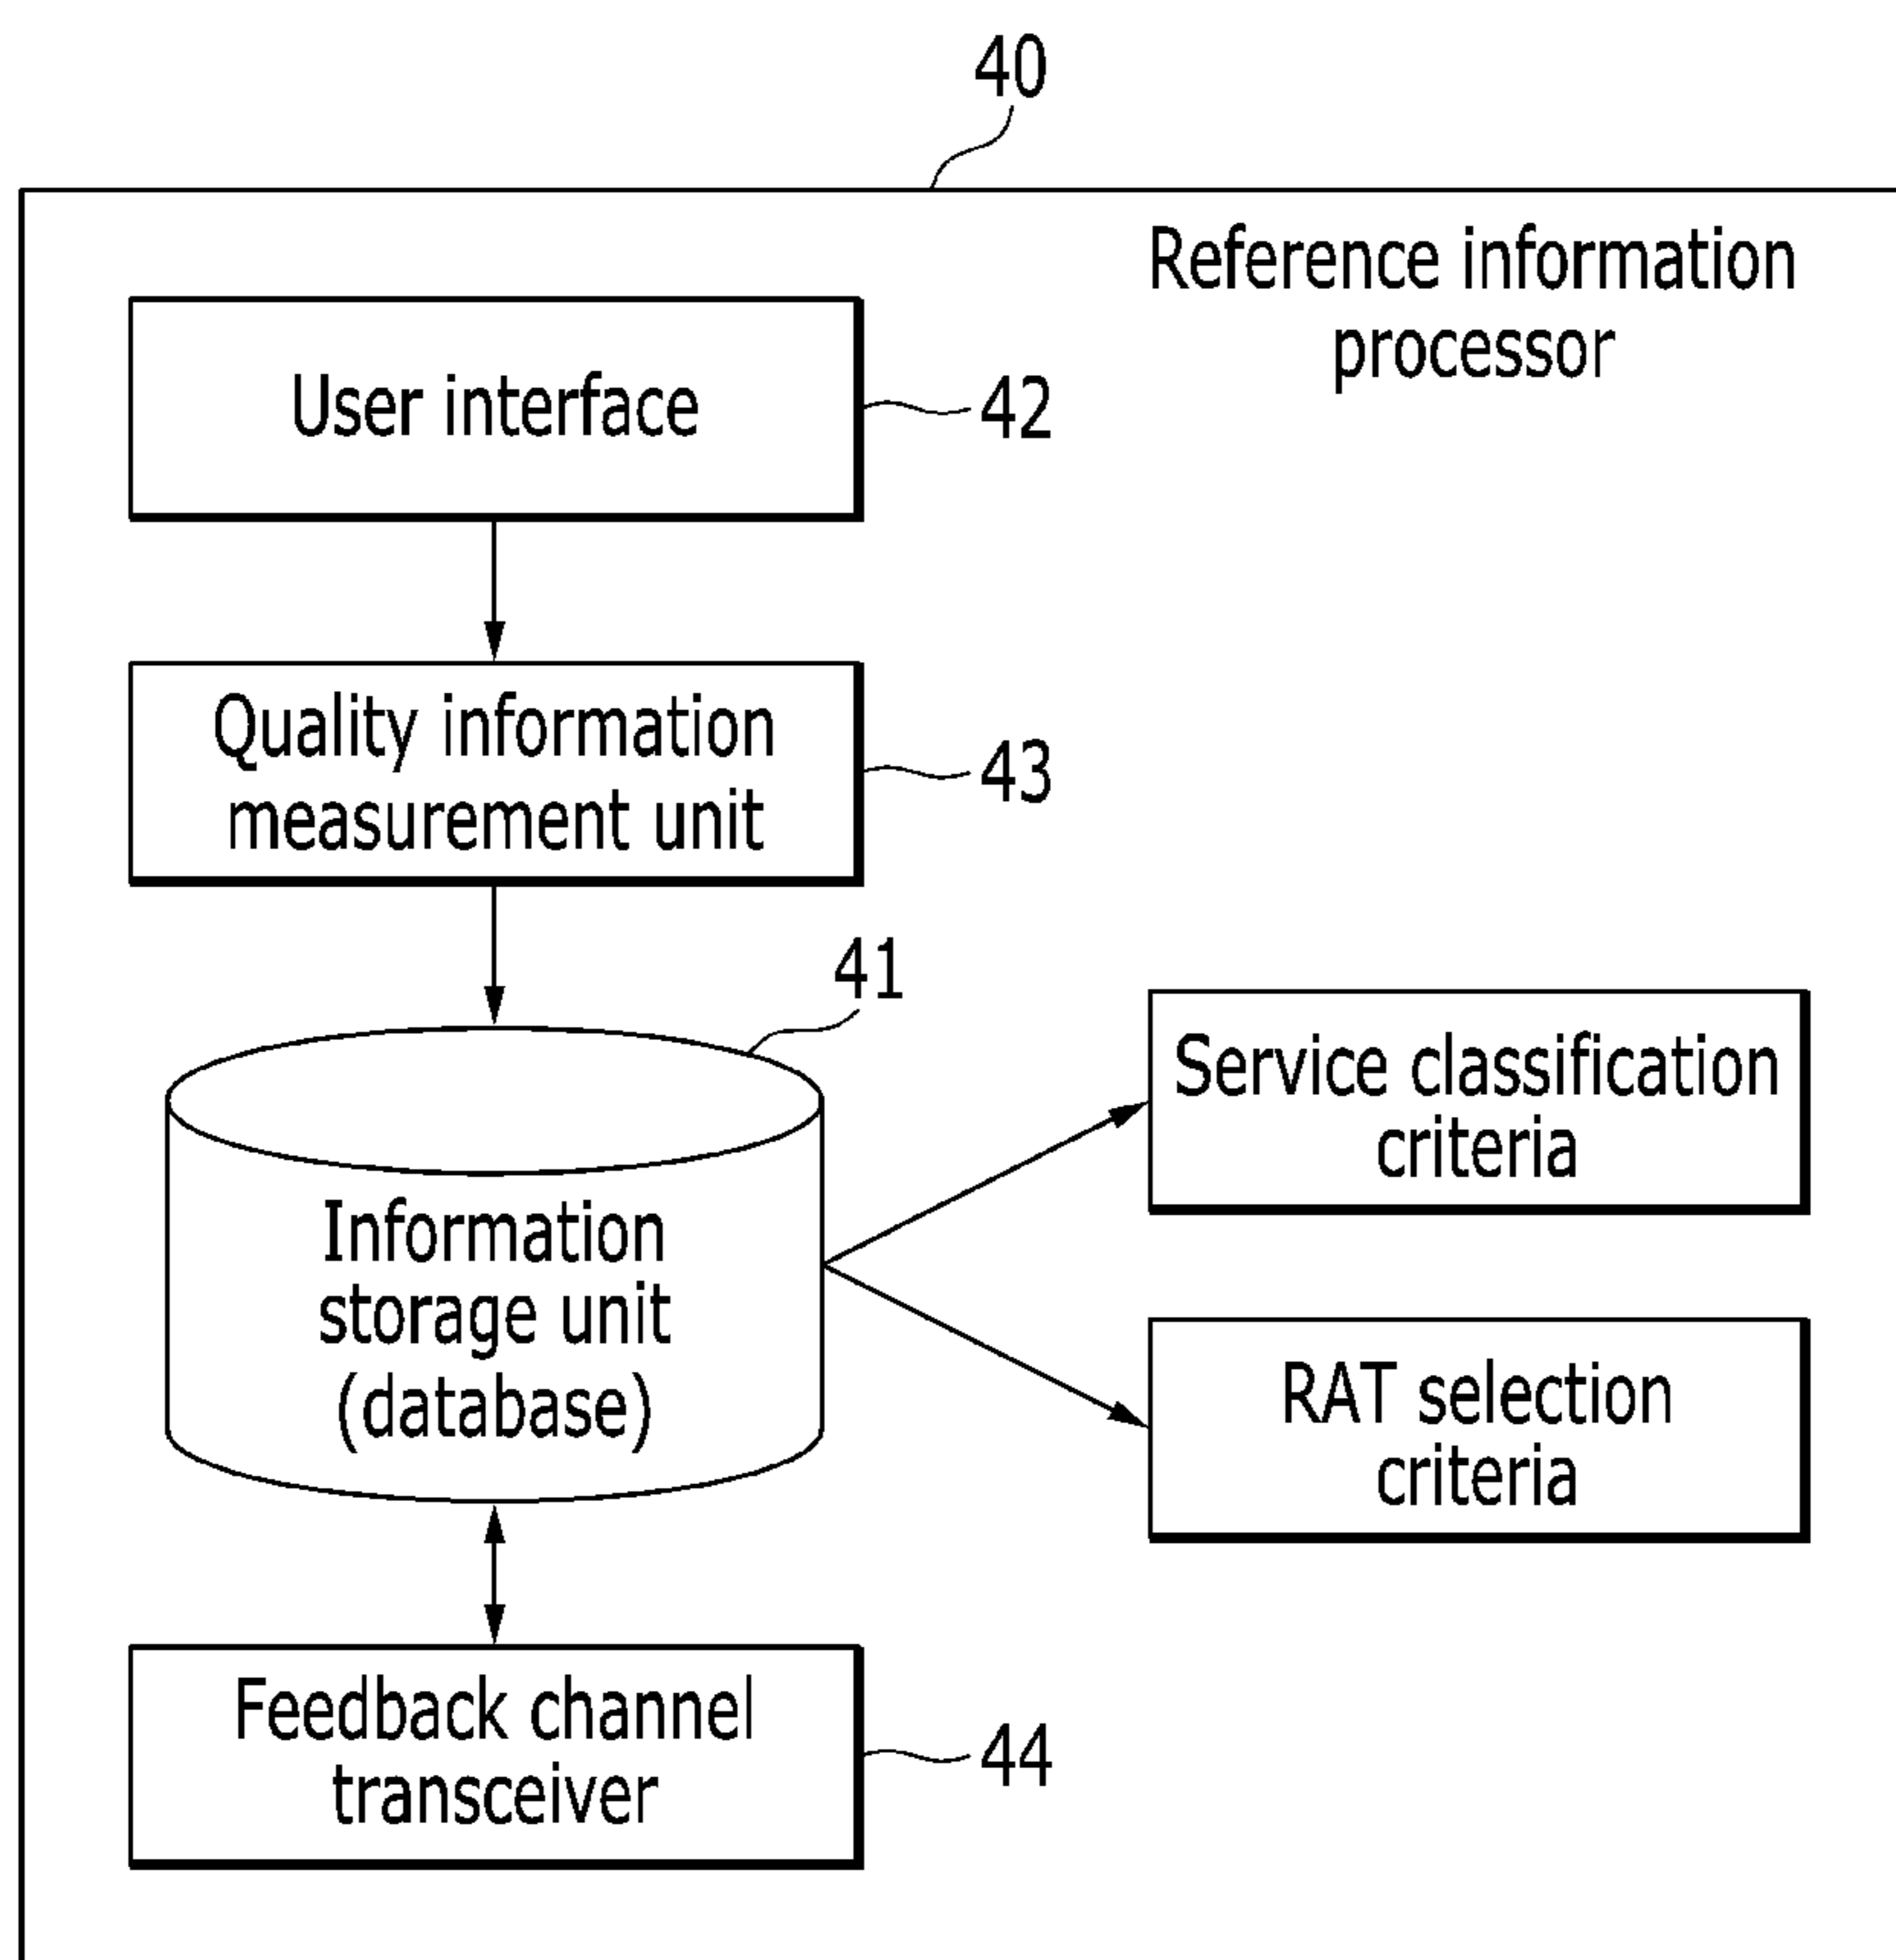 40
Reference information
processor
User interface
42
Quality information
measurement unit
43
41
Information
storage unit
(database)
Service classification
criteria
RAT selection
criteria
Feedback channel
transceiver
44